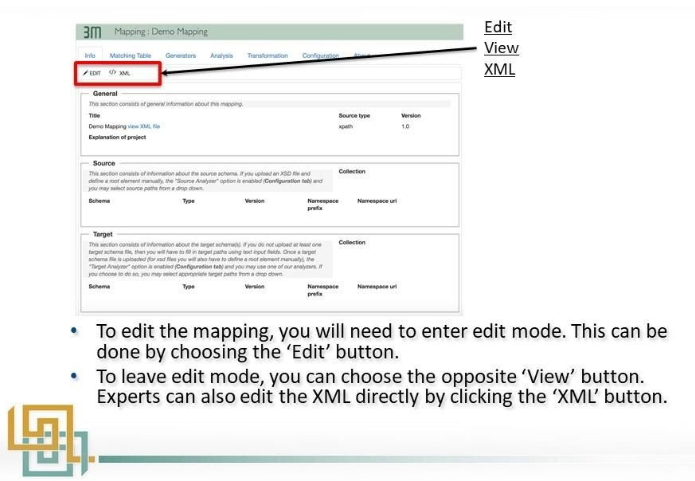 3M Mapping : Demo Mapping
Info Matching Table Generators Analysis Transformation Configuration About
EDIT </> XML
General
This section consists of general information about this mapping.
Title Source type Version
Demo Mapping view XML file xpath 1.0
Explanation of project
Source
This section consists of information about the source schema. If you upload an XSD file and
define a root element manually, the "Source Analyzer" option is enabled (Configuration tab) and
you may select source paths from a drop down.
Collection
Schema Type Version Namespace prefix Namespace uri
Target
This section consists of information about the target schema(s). If you do not upload at least one
target schema file, then you will have to fill in target paths using text input fields. Once a target
schema file is uploaded (for xsd files you will also have to define a root element manually), the
"Target Analyzer" option is enabled (Configuration tab) and you may use one of our analyzers. If
you choose to do so, you may select appropriate target paths from a drop down.
Collection
Schema Type Version Namespace prefix Namespace uri
Edit
View
XML
• To edit the mapping, you will need to enter edit mode. This can be
done by choosing the ‘Edit’ button.
• To leave edit mode, you can choose the opposite ‘View’ button.
Experts can also edit the XML directly by clicking the ‘XML’ button.